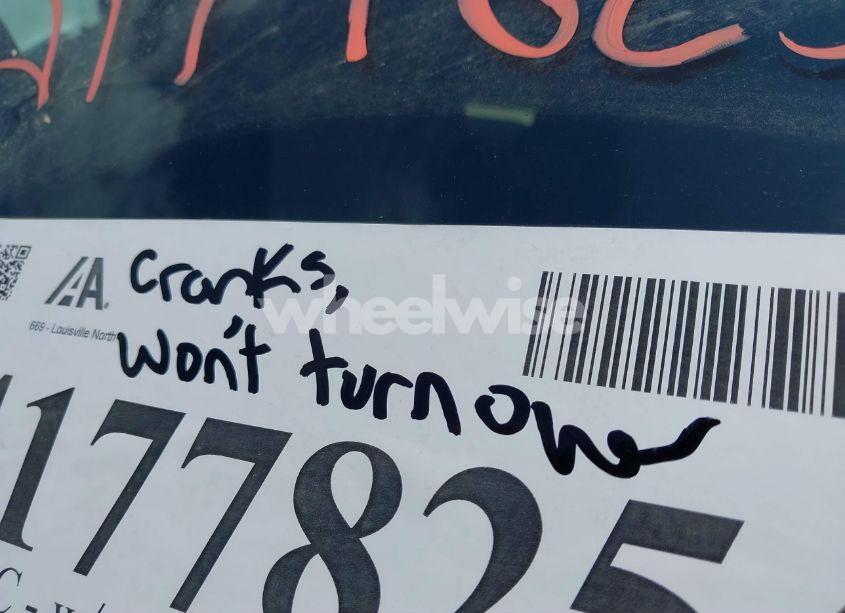 cranks,
won't turn over
IAA
669 - Louisville North
wheelwise
177825